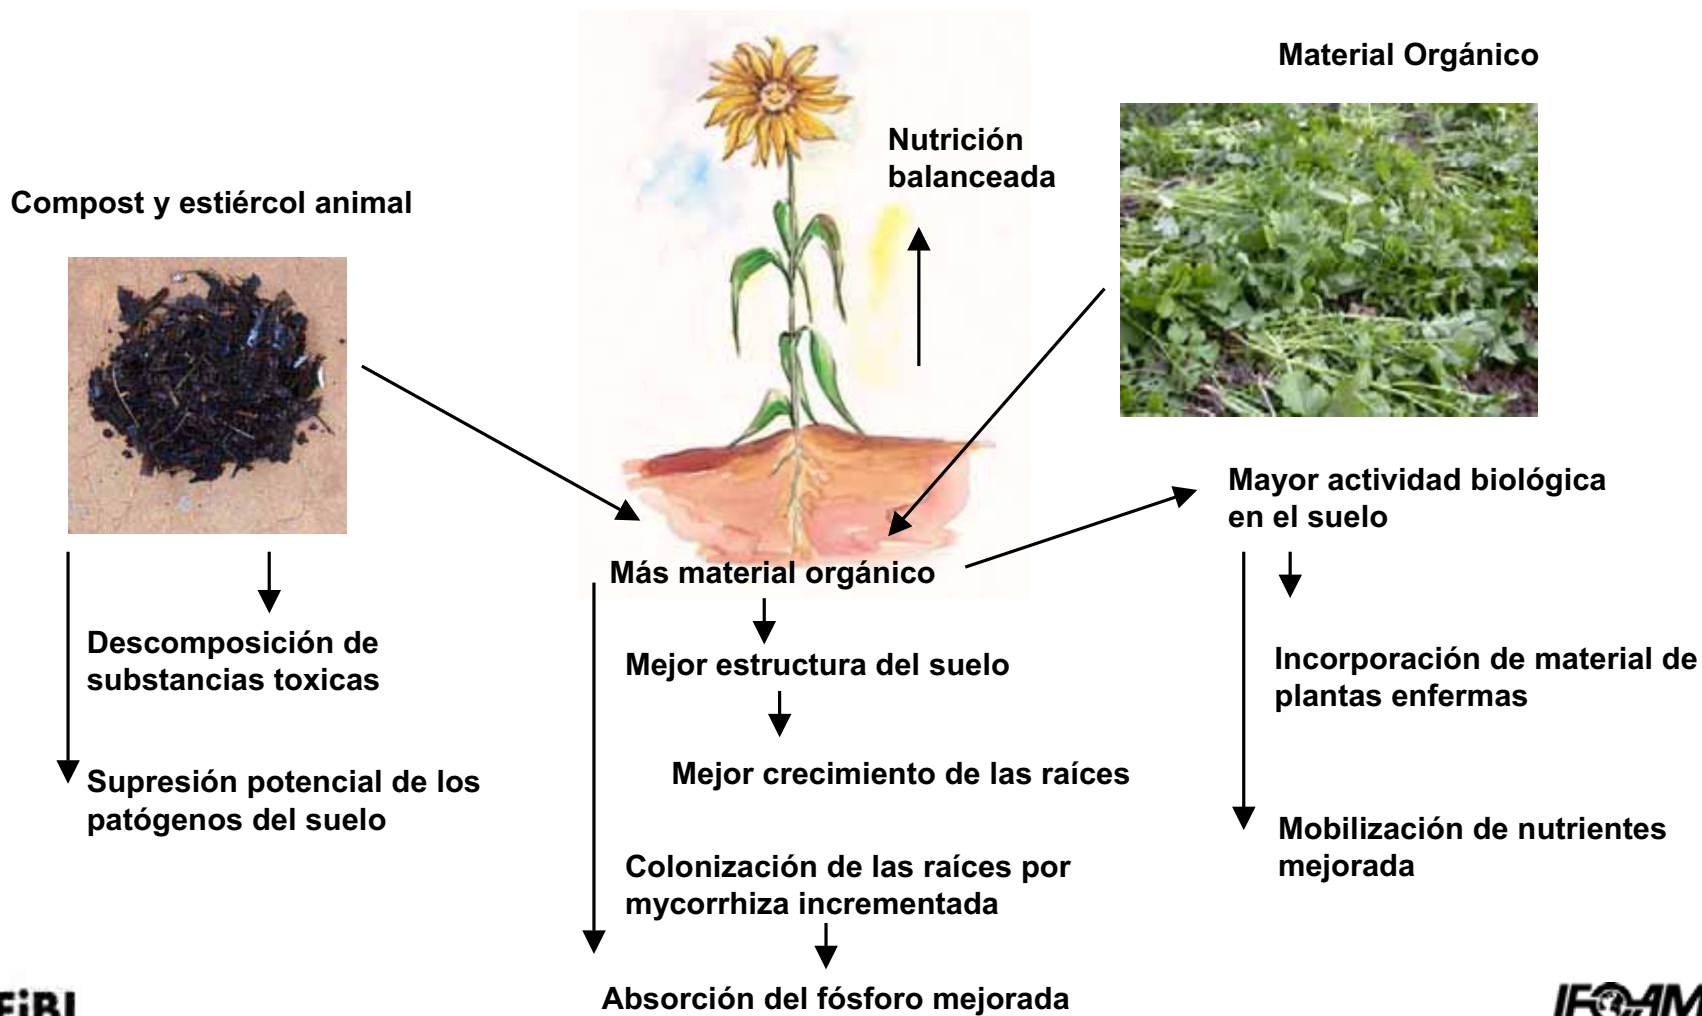 Material Orgánico
Nutrición
balanceada
Compost y estiércol animal
Mayor actividad biológica
en el suelo
Más material orgánico
Descomposición de
substancias toxicas
Mejor estructura del suelo
Incorporación de material de
plantas enfermas
Supresión potencial de los
patógenos del suelo
Mejor crecimiento de las raíces
Mobilización de nutrientes
mejorada
Colonización de las raíces por
mycorrhiza incrementada
Absorción del fósforo mejorada
FiBL
IFOAM